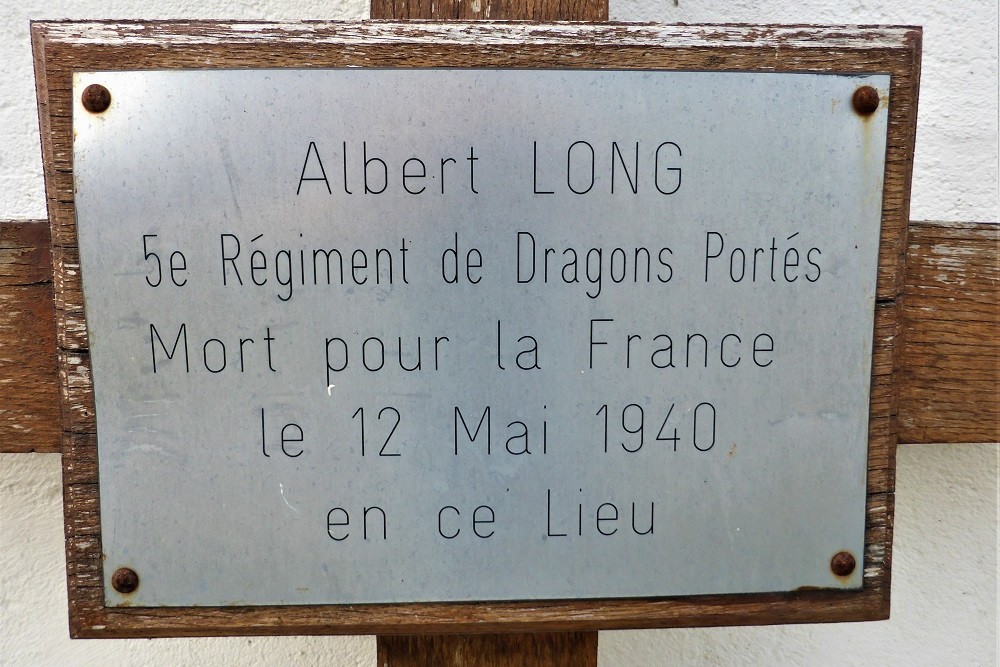 Albert LONG
5e Régiment de Dragons Portés
Mort pour la France
le 12 Mai 1940
en ce Lieu